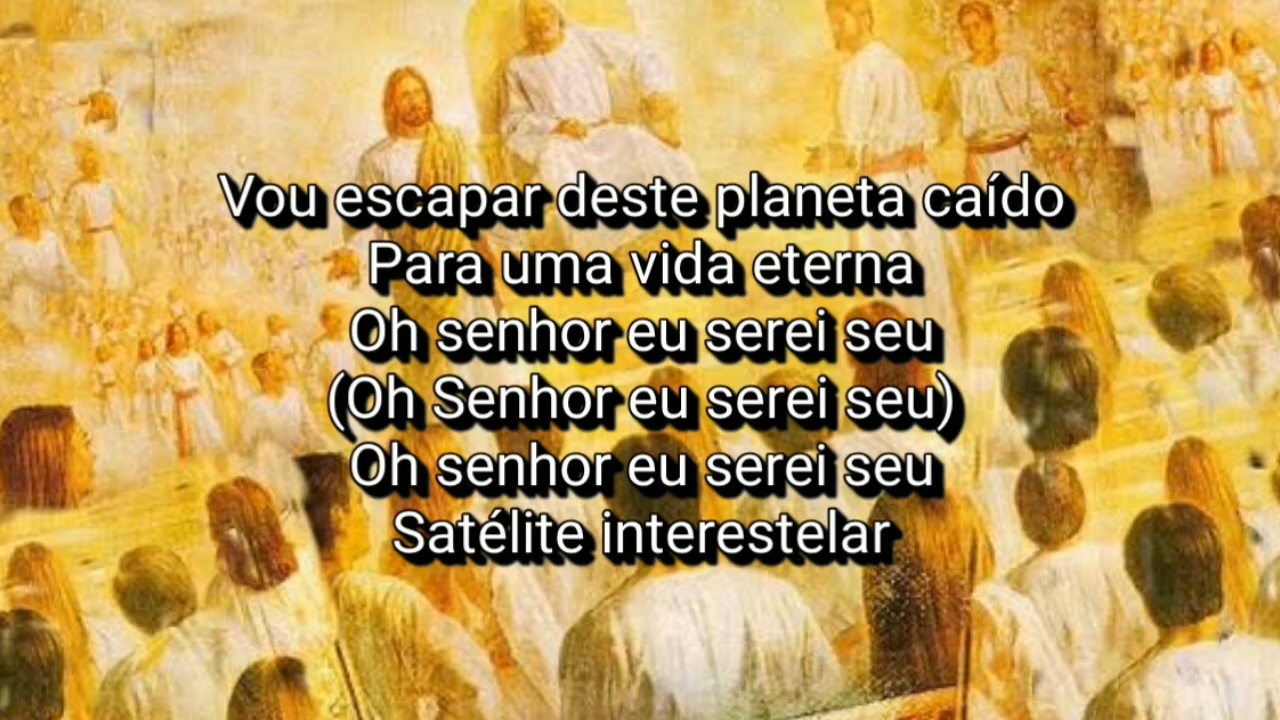 Vou escapar deste planeta caído
Para uma vida eterna
Oh senhor eu serei seu
(Oh Senhor eu serei seu)
Oh senhor eu serei seu
Satélite interestelar